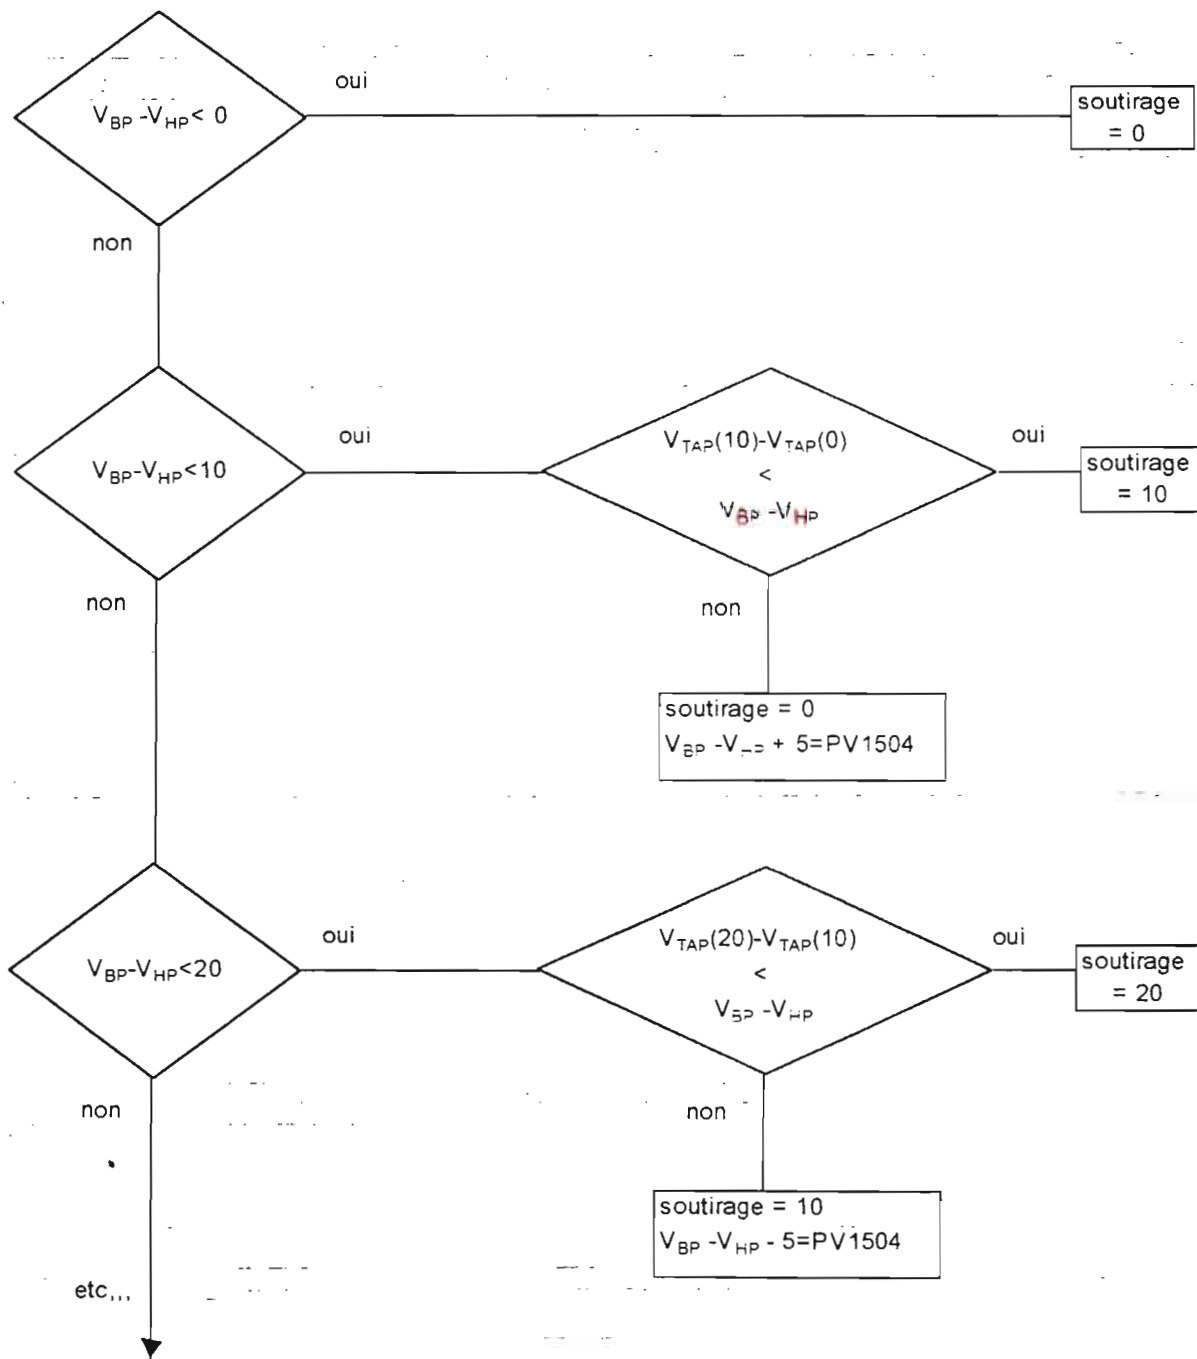 oui
V_BP -V_HP< 0
soutirage
= 0
non
oui
V_BP-V_HP<10
V_TAP(10)-V_TAP(0)
<
V_BP -V_HP
oui
soutirage
= 10
non
non
soutirage = 0
V_BP -V + 5=PV1504
oui
V_BP-V_HP<20
V_TAP(20)-V_TAP(10)
<
V_BP -V_HP
oui
soutirage
= 20
non
non
soutirage = 10
V_BP -V_HP - 5=PV1504
etc,,,